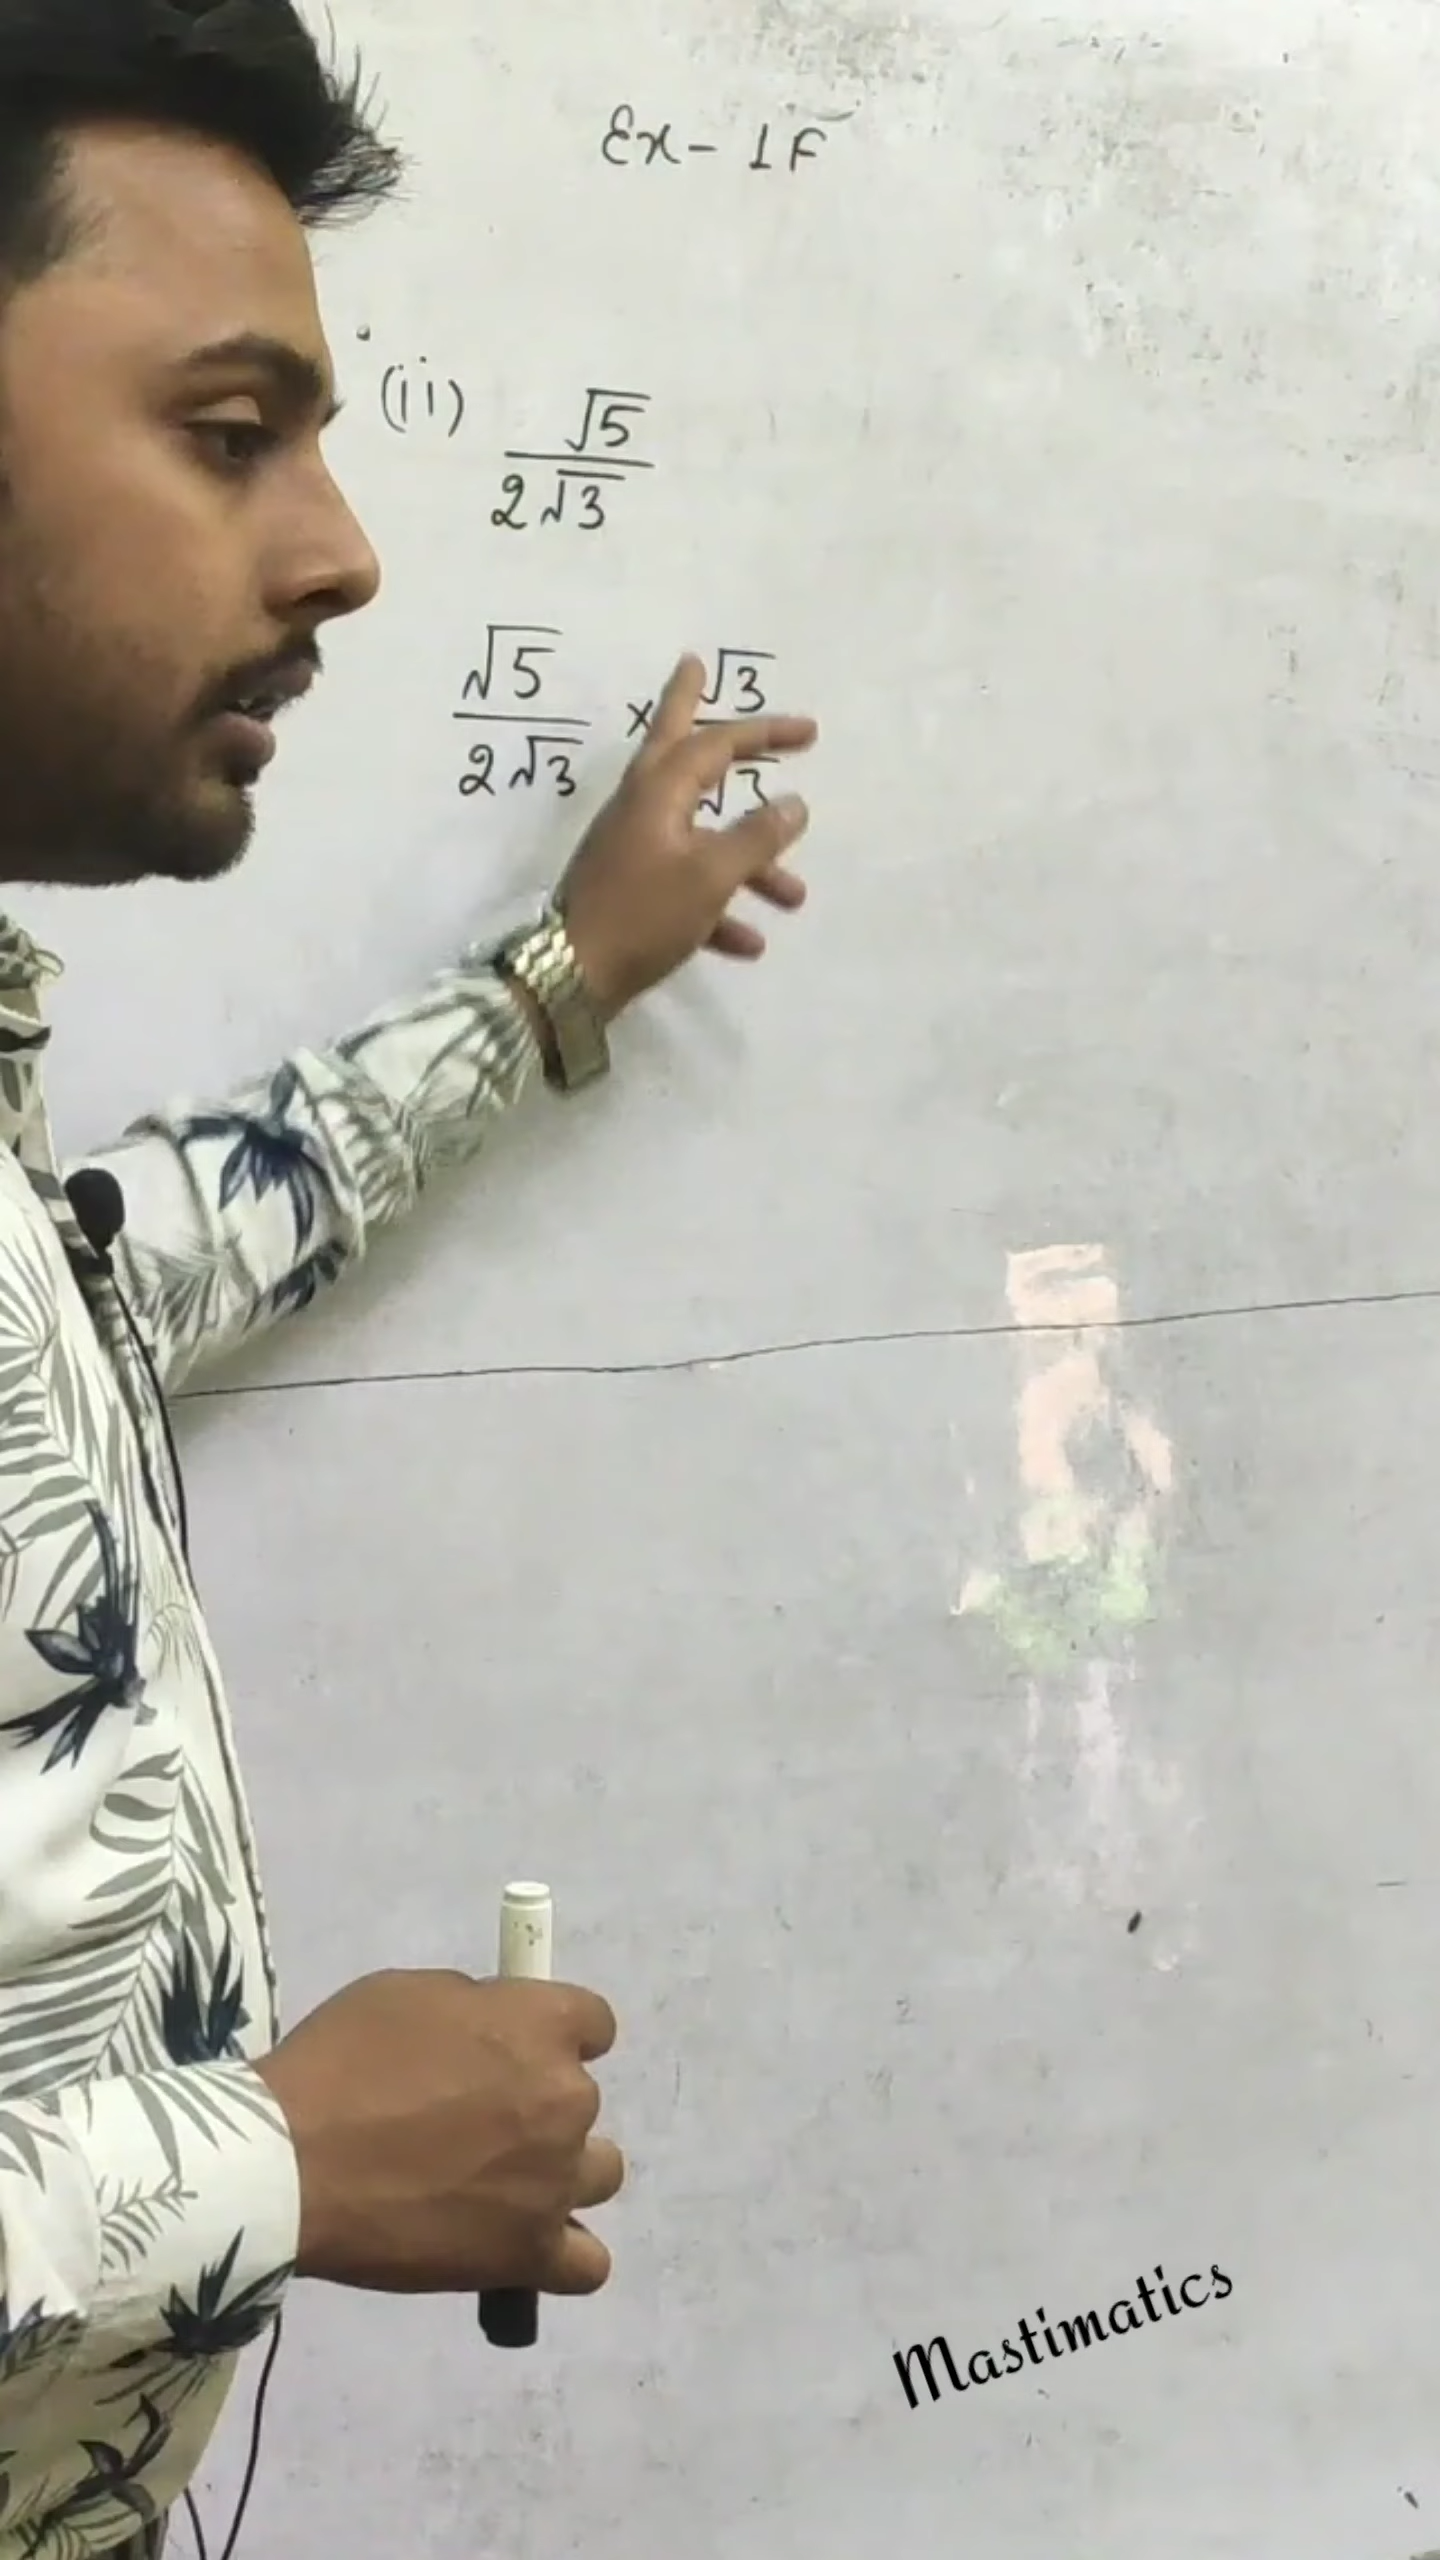 Ex - 1F
(ii) √5
2√3
√5 × √3
2√3 √3
Mastimatics